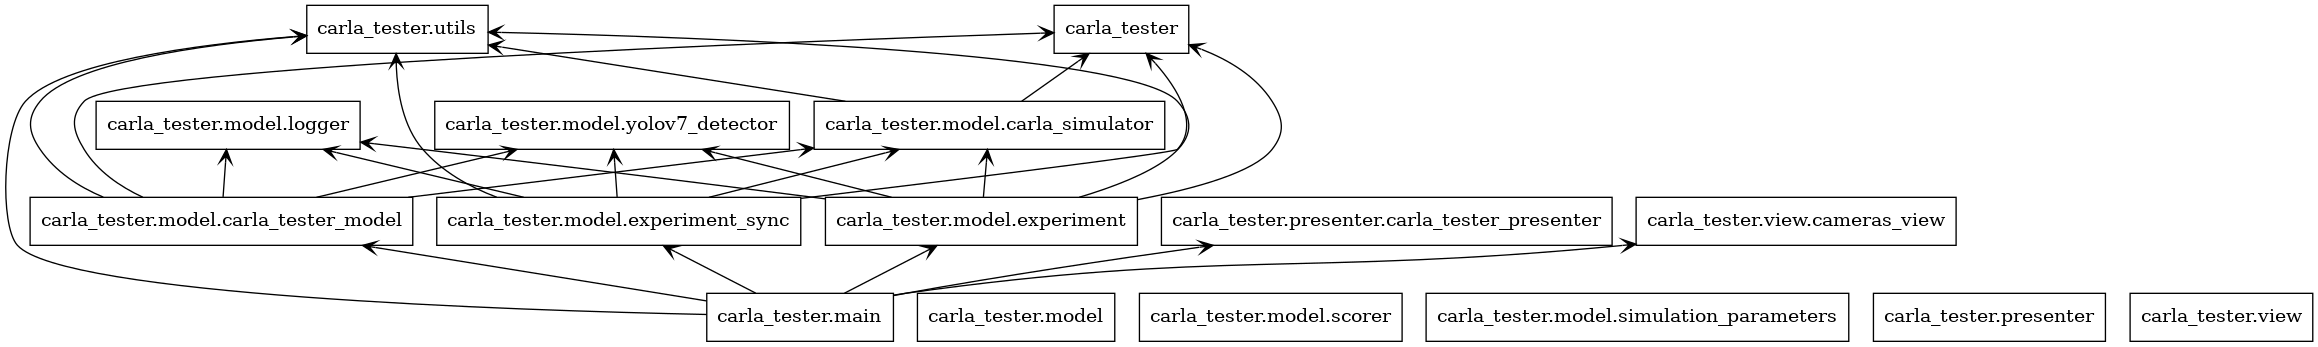 carla_tester.utils
carla_tester
carla_tester.model.logger
carla_tester.model.yolov7_detector
carla_tester.model.carla_simulator
carla_tester.model.carla_tester_model
carla_tester.model.experiment_sync
carla_tester.model.experiment
carla_tester.presenter.carla_tester_presenter
carla_tester.view.cameras_view
carla_tester.main
carla_tester.model
carla_tester.model.scorer
carla_tester.model.simulation_parameters
carla_tester.presenter
carla_tester.view